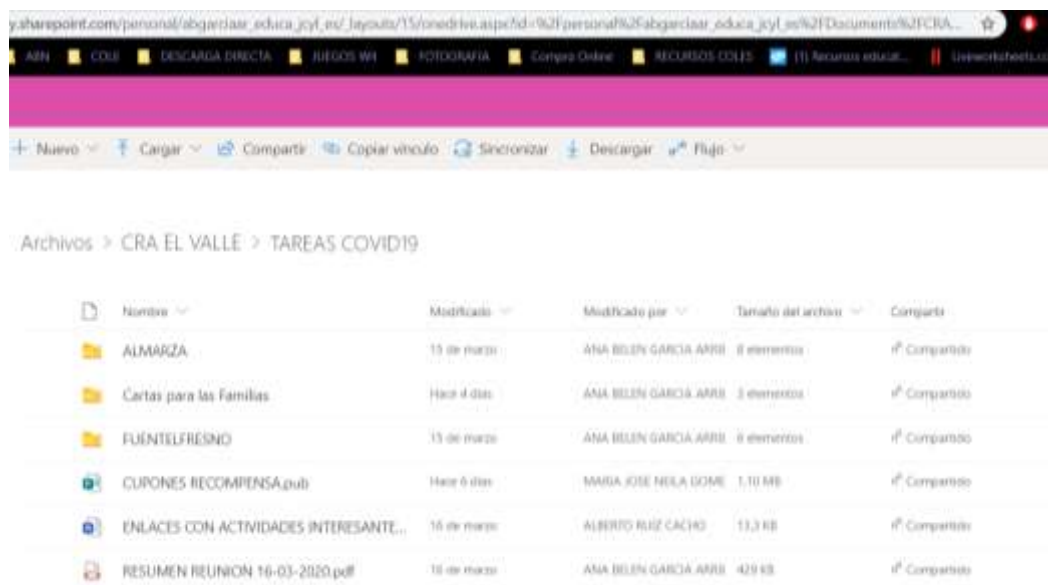 y.sharepoint.com/personal/abgarciaar_educa_jcyl_es/_layouts/15/onedrive.aspx?id=%2Fpersonal%2Fabgarciaar_educa_jcyl_es%2FDocuments%2FCRA...
ABN COLE DESCARGA DIRECTA JUEGOS WII FOTOGRAFIA Compra Online RECURSOS COLES (1) Recursos educat... Liveworksheets.co
Nuevo Cargar Compartir Copiar vínculo Sincronizar Descargar Flujo
Archivos > CRA EL VALLE > TAREAS COVID19
Nombre Modificado Modificado por Tamaño del archivo Compartir
ALMARZA 15 de marzo ANA BELEN GARCIA ARRI 8 elementos Compartido
Cartas para las Familias Hace 4 días ANA BELEN GARCIA ARRI elementos Compartido
FUENTELFRESNO 15 de marzo ANA BELEN GARCIA ARRI 6 elementos Compartido
CUPONES RECOMPENSA.pub Hace 6 días MARIA JOSE NEILA GOME 1,10 MB Compartido
ENLACES CON ACTIVIDADES INTERESANTE... 16 de marzo ALBERTO RUIZ CACHO 13,3 KB Compartido
RESUMEN REUNION 16-03-2020.pdf de marzo ANA BELEN GARCIA ARRI 429 KB Compartido